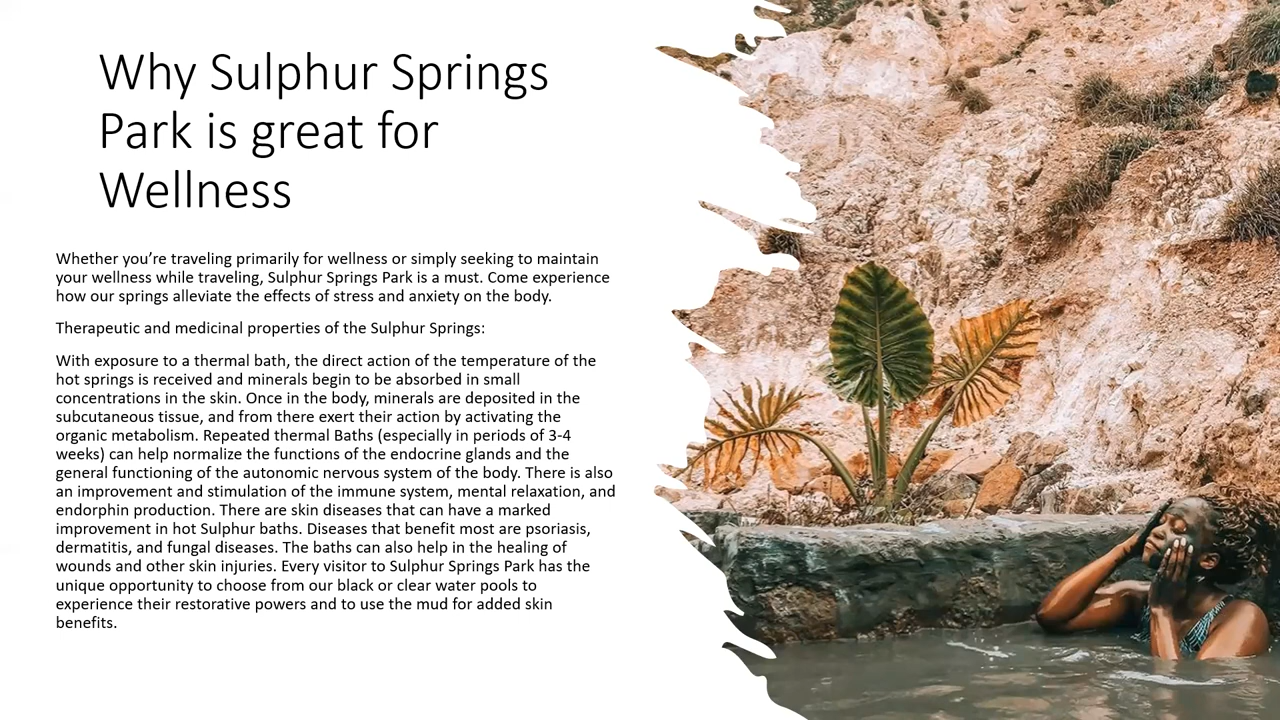 Why Sulphur Springs
Park is great for
Wellness
Whether you’re traveling primarily for wellness or simply seeking to maintain
your wellness while traveling, Sulphur Springs Park is a must. Come experience
how our springs alleviate the effects of stress and anxiety on the body.
Therapeutic and medicinal properties of the Sulphur Springs:
With exposure to a thermal bath, the direct action of the temperature of the
hot springs is received and minerals begin to be absorbed in small
concentrations in the skin. Once in the body, minerals are deposited in the
subcutaneous tissue, and from there exert their action by activating the
organic metabolism. Repeated thermal Baths (especially in periods of 3-4
weeks) can help normalize the functions of the endocrine glands and the
general functioning of the autonomic nervous system of the body. There is also
an improvement and stimulation of the immune system, mental relaxation, and
endorphin production. There are skin diseases that can have a marked
improvement in hot Sulphur baths. Diseases that benefit most are psoriasis,
dermatitis, and fungal diseases. The baths can also help in the healing of
wounds and other skin injuries. Every visitor to Sulphur Springs Park has the
unique opportunity to choose from our black or clear water pools to
experience their restorative powers and to use the mud for added skin
benefits.